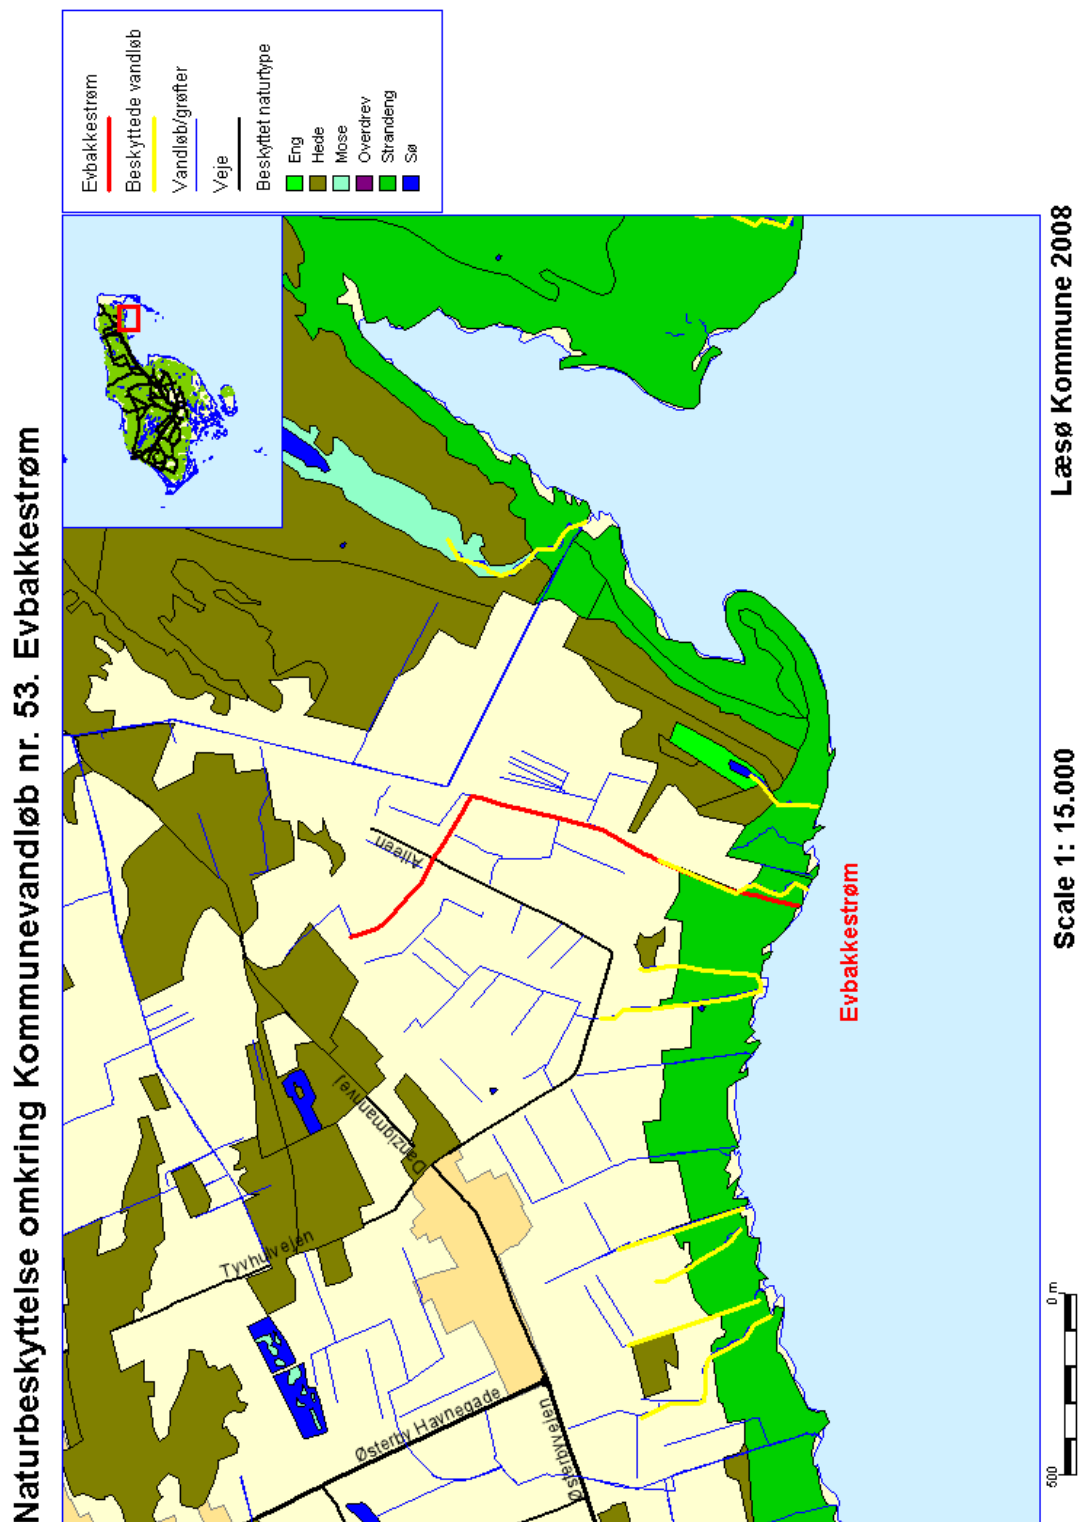 Naturbeskyttelse omkring Kommunevandløb nr. 53. Evbakkestrøm
Evbakkestrøm
Beskyttede vandløb
Vandløb/grøfter
Veje
Beskyttet naturtype
Eng
Hede
Mose
Overdrev
Strandeng
Sø
Alleen
Danzigmannvej
Tyvhulvejen
Østerby Havnegade
Østerbyvejen
Evbakkestrøm
500
0 m
Scale 1: 15.000
Læsø Kommune 2008